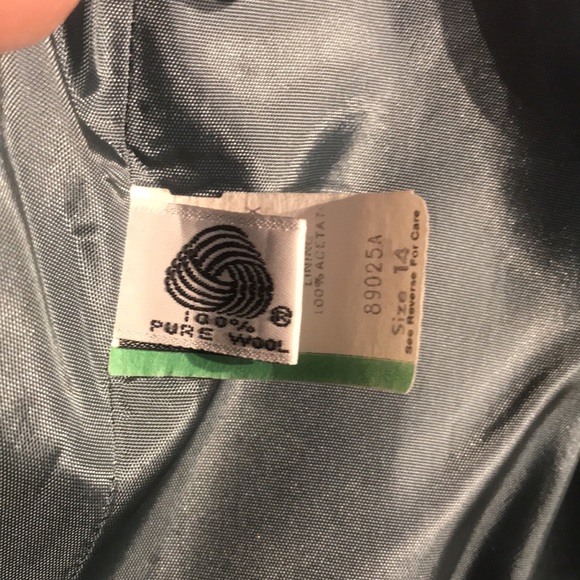 100%
PURE WOOL
®
LINING
100% ACETAT
89025A
Size 14
See Reverse For Care